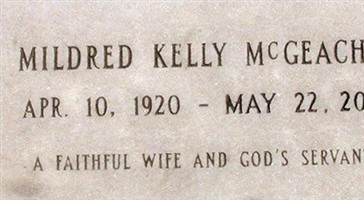 MILDRED KELLY McGEACH
APR. 10, 1920 - MAY 22, 20
A FAITHFUL WIFE AND GOD'S SERVAN